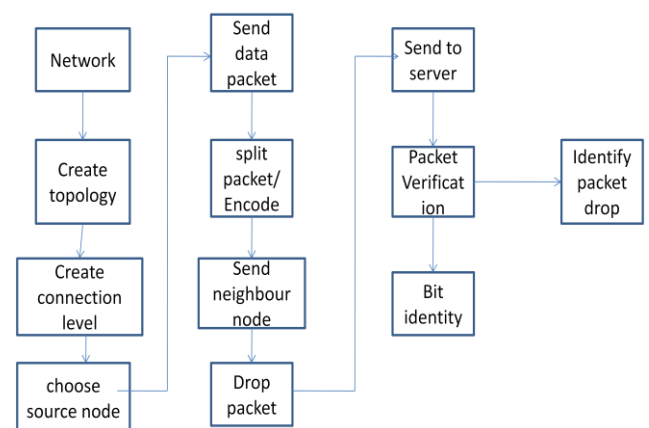 Network
Create
topology
Create
connection
level
choose
source node
Send
data
packet
split
packet/
Encode
Send
neighbour
node
Drop
packet
Send to
server
Packet
Verificat
ion
Bit
identity
Identify
packet
drop